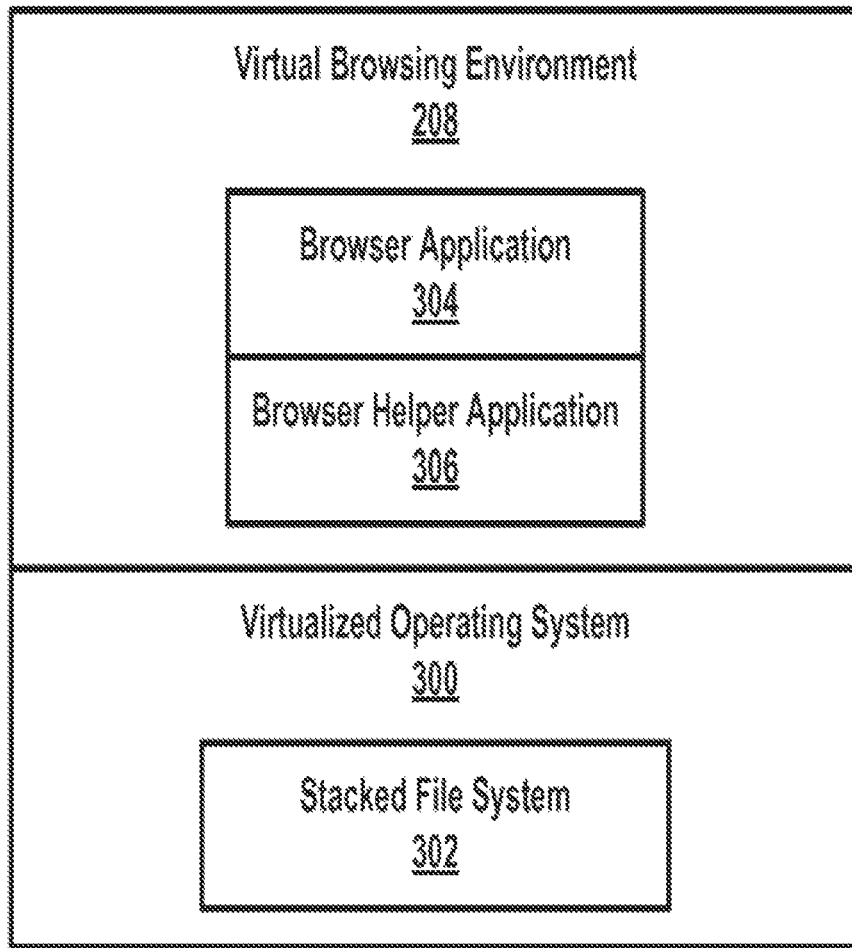 Virtual Browsing Environment
208
Browser Application
304
Browser Helper Application
306
Virtualized Operating System
300
Stacked File System
302